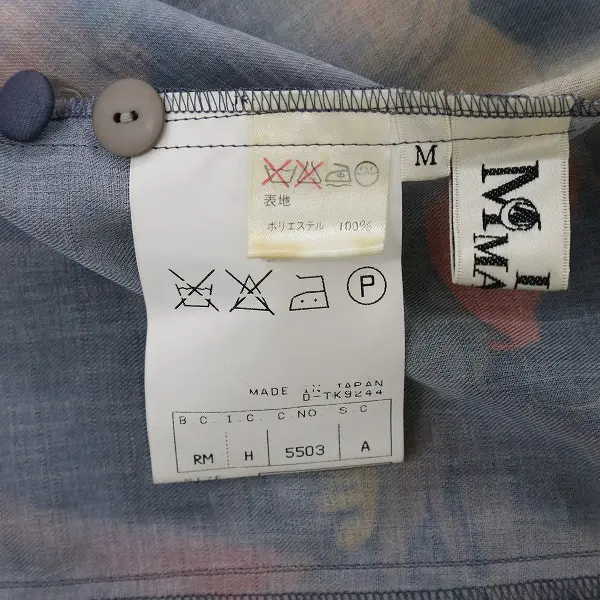 M
表地
ポリエステル 100%
P
MADE IN JAPAN
D-TK9244
B C. I.C. C.NO. S.C.
RM H 5503 A